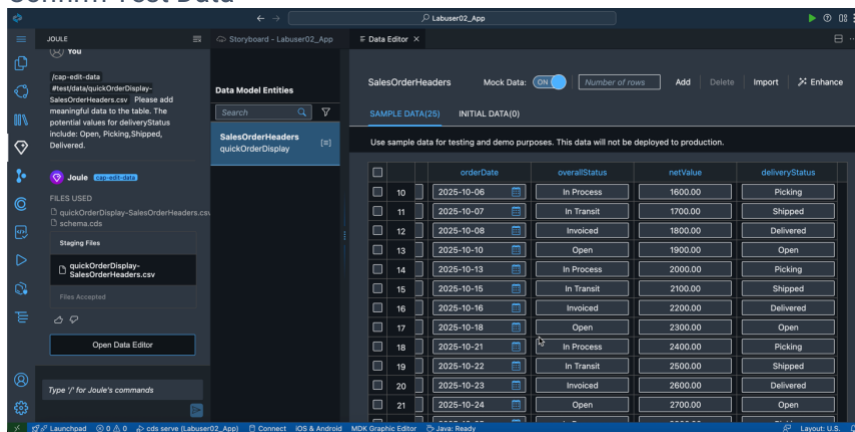 Labuser02_App
JOULE
Storyboard - Labuser02_App
Data Editor
You
/cap-edit-data
#test/data/quickOrderDisplay-
SalesOrderHeaders.csv Please add
meaningful data to the table. The
potential values for deliveryStatus
include: Open, Picking,Shipped,
Delivered.
Joule cap-edit-data
FILES USED
quickOrderDisplay-SalesOrderHeaders.csv
schema.cds
Staging Files
quickOrderDisplay-
SalesOrderHeaders.csv
Files Accepted
Open Data Editor
Type '/' for Joule's commands
Data Model Entities
Search
SalesOrderHeaders
quickOrderDisplay
SalesOrderHeaders Mock Data: ON Number of rows Add Delete Import Enhance
SAMPLE DATA(25) INITIAL DATA(0)
Use sample data for testing and demo purposes. This data will not be deployed to production.
orderDate overallStatus netValue deliveryStatus
10 2025-10-06 In Process 1600.00 Picking
11 2025-10-07 In Transit 1700.00 Shipped
12 2025-10-08 Invoiced 1800.00 Delivered
13 2025-10-10 Open 1900.00 Open
14 2025-10-13 In Process 2000.00 Picking
15 2025-10-15 In Transit 2100.00 Shipped
16 2025-10-16 Invoiced 2200.00 Delivered
17 2025-10-18 Open 2300.00 Open
18 2025-10-21 In Process 2400.00 Picking
19 2025-10-22 In Transit 2500.00 Shipped
20 2025-10-23 Invoiced 2600.00 Delivered
21 2025-10-24 Open 2700.00 Open
Launchpad 0 0 cds serve (Labuser02_App) Connect iOS & Android MDK Graphic Editor Java: Ready Layout: U.S.